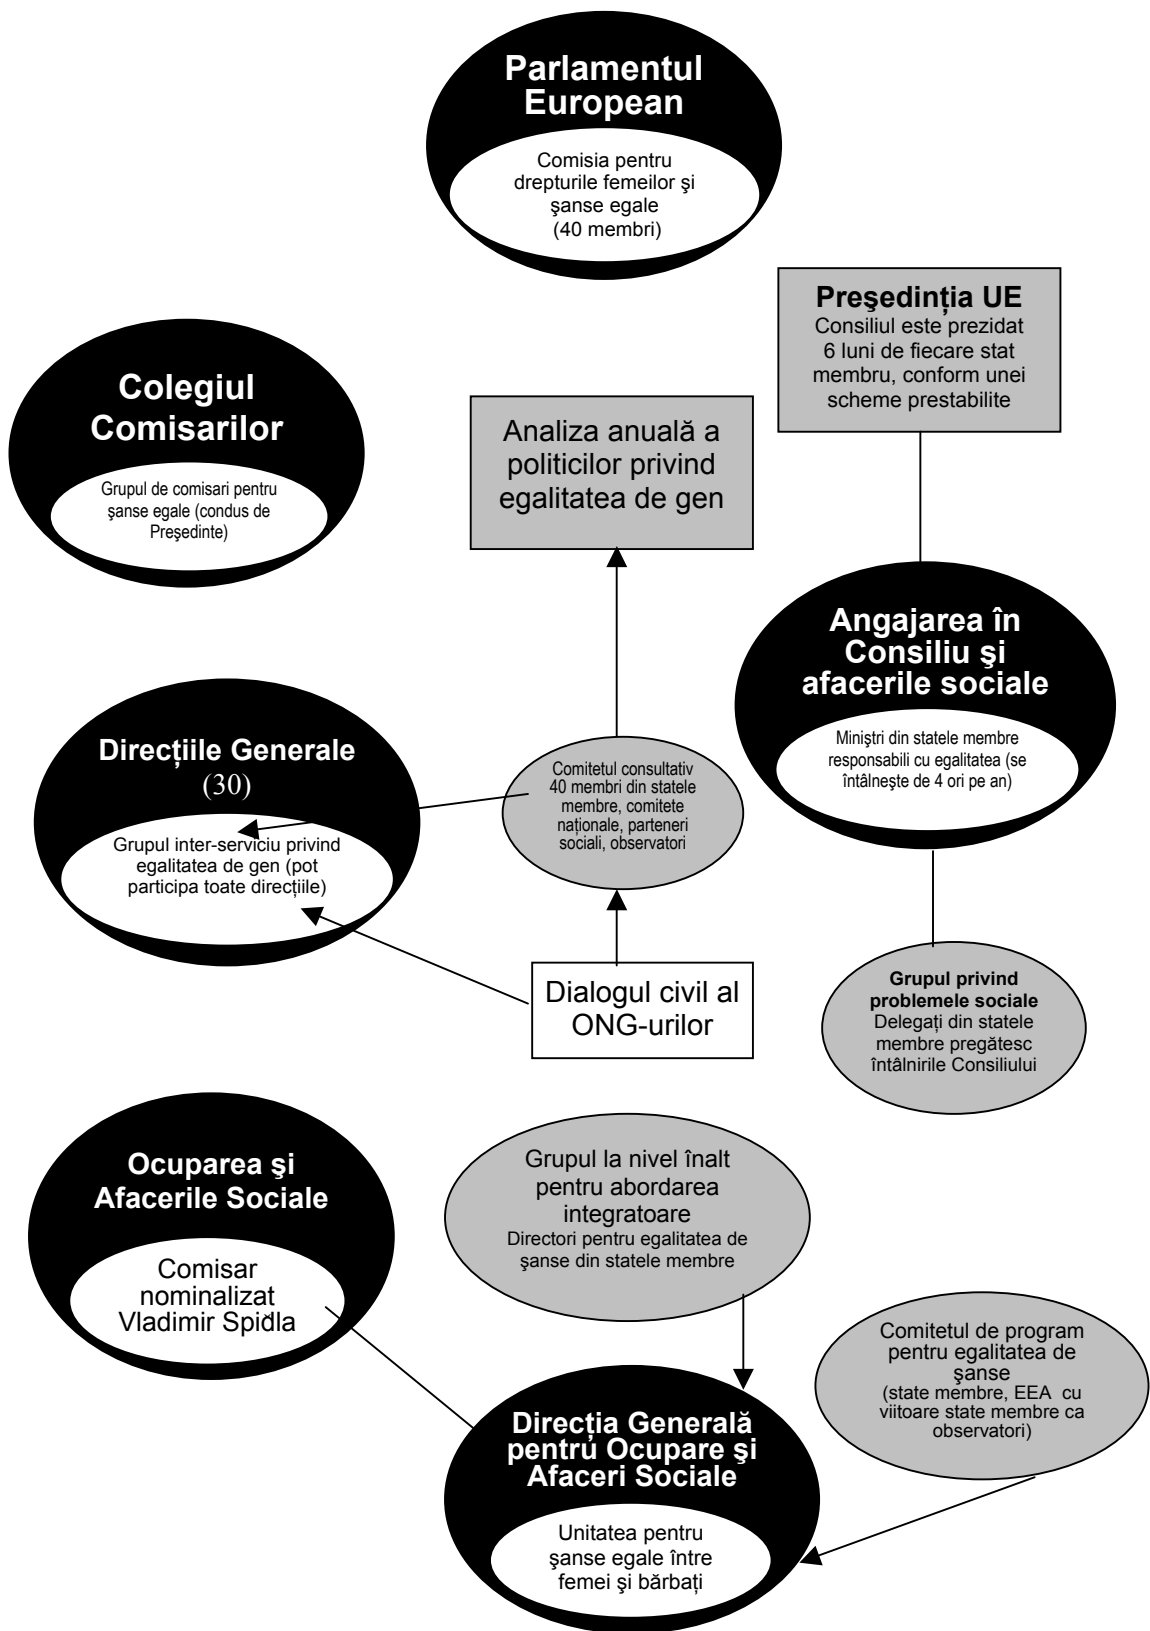 Parlamentul
European
Comisia pentru
drepturile femeilor şi
şanse egale
(40 membri)
Preşedinţia UE
Consiliul este prezidat
6 luni de fiecare stat
membru, conform unei
scheme prestabilite
Colegiul
Comisarilor
Grupul de comisari pentru
şanse egale (condus de
Preşedinte)
Analiza anuală a
politicilor privind
egalitatea de gen
Angajarea în
Consiliu şi
afacerile sociale
Miniştri din statele membre
responsabili cu egalitatea (se
întâlneşte de 4 ori pe an)
Direcţiile Generale
(30)
Grupul inter-serviciu privind
egalitatea de gen (pot
participa toate direcţiile)
Comitetul consultativ
40 membri din statele
membre, comitete
naţionale, parteneri
sociali, observatori
Dialogul civil al
ONG-urilor
Grupul privind
problemele sociale
Delegaţi din statele
membre pregătesc
întâlnirile Consiliului
Ocuparea şi
Afacerile Sociale
Comisar
nominalizat
Vladimir Spidla
Grupul la nivel înalt
pentru abordarea
integratoare
Directori pentru egalitatea de
şanse din statele membre
Comitetul de program
pentru egalitatea de
şanse
(state membre, EEA cu
viitoare state membre ca
observatori)
Direcţia Generală
pentru Ocupare şi
Afaceri Sociale
Unitatea pentru
şanse egale între
femei şi bărbaţi